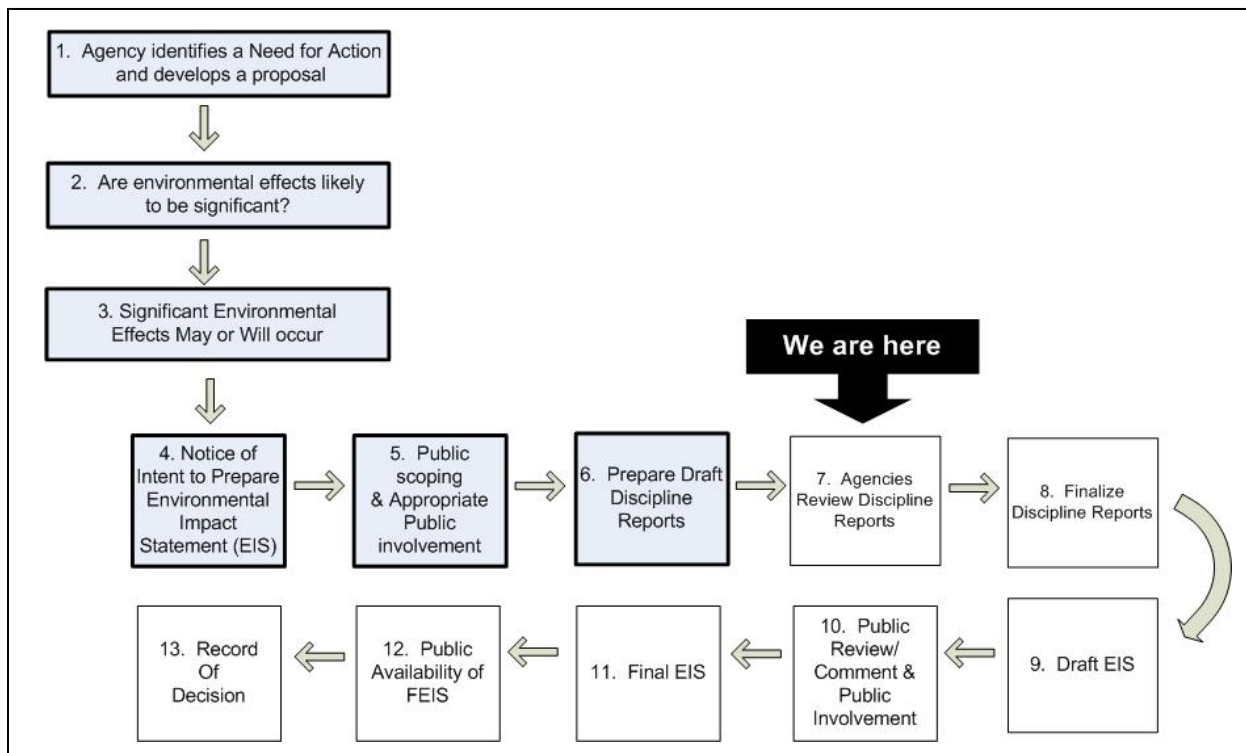 1. Agency identifies a Need for Action
and develops a proposal
2. Are environmental effects likely
to be significant?
3. Significant Environmental
Effects May or Will occur
We are here
4. Notice of
Intent to Prepare
Environmental
Impact
Statement (EIS)
5. Public
scoping
& Appropriate
Public
involvement
6. Prepare Draft
Discipline
Reports
7. Agencies
Review Discipline
Reports
8. Finalize
Discipline Reports
9. Draft EIS
10. Public
Review/
Comment &
Public
Involvement
11. Final EIS
12. Public
Availability of
FEIS
13. Record
Of
Decision